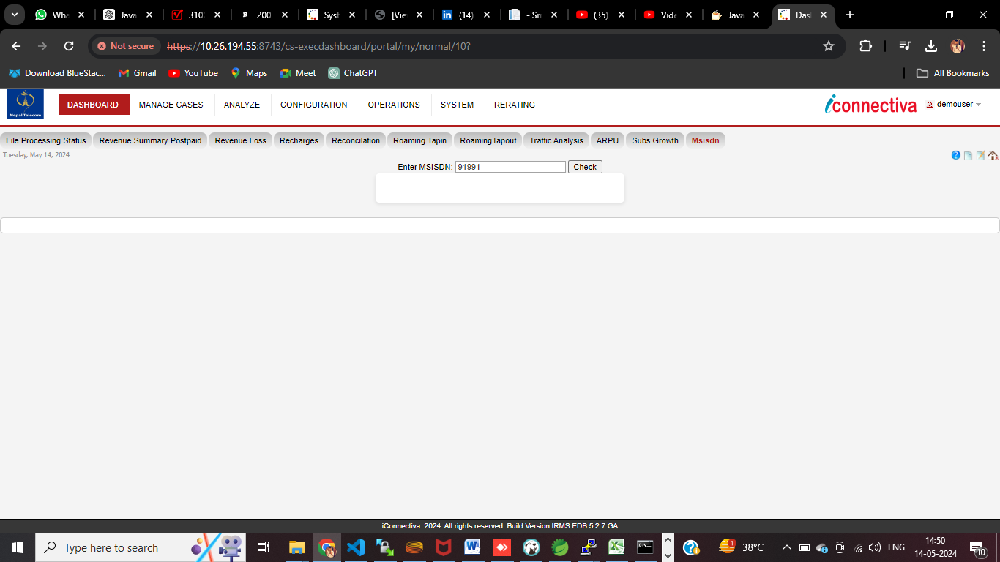 Wha
Java
310
200
Syst
[Vie
(14)
- Sn
(35)
Vide
Java
Das
Not secure https://10.26.194.55:8743/cs-execdashboard/portal/my/normal/10?
Download BlueStac... Gmail YouTube Maps Meet ChatGPT All Bookmarks
Nepal Telecom
DASHBOARD MANAGE CASES ANALYZE CONFIGURATION OPERATIONS SYSTEM RERATING
iconnectiva demouser
File Processing Status Revenue Summary Postpaid Revenue Loss Recharges Reconcilation Roaming Tapin RoamingTapout Traffic Analysis ARPU Subs Growth Msisdn
Tuesday, May 14, 2024
Enter MSISDN: 91991 Check
iConnectiva. 2024. All rights reserved. Build Version:IRMS EDB.5.2.7.GA
Type here to search
38°C
ENG
14:50
14-05-2024
10